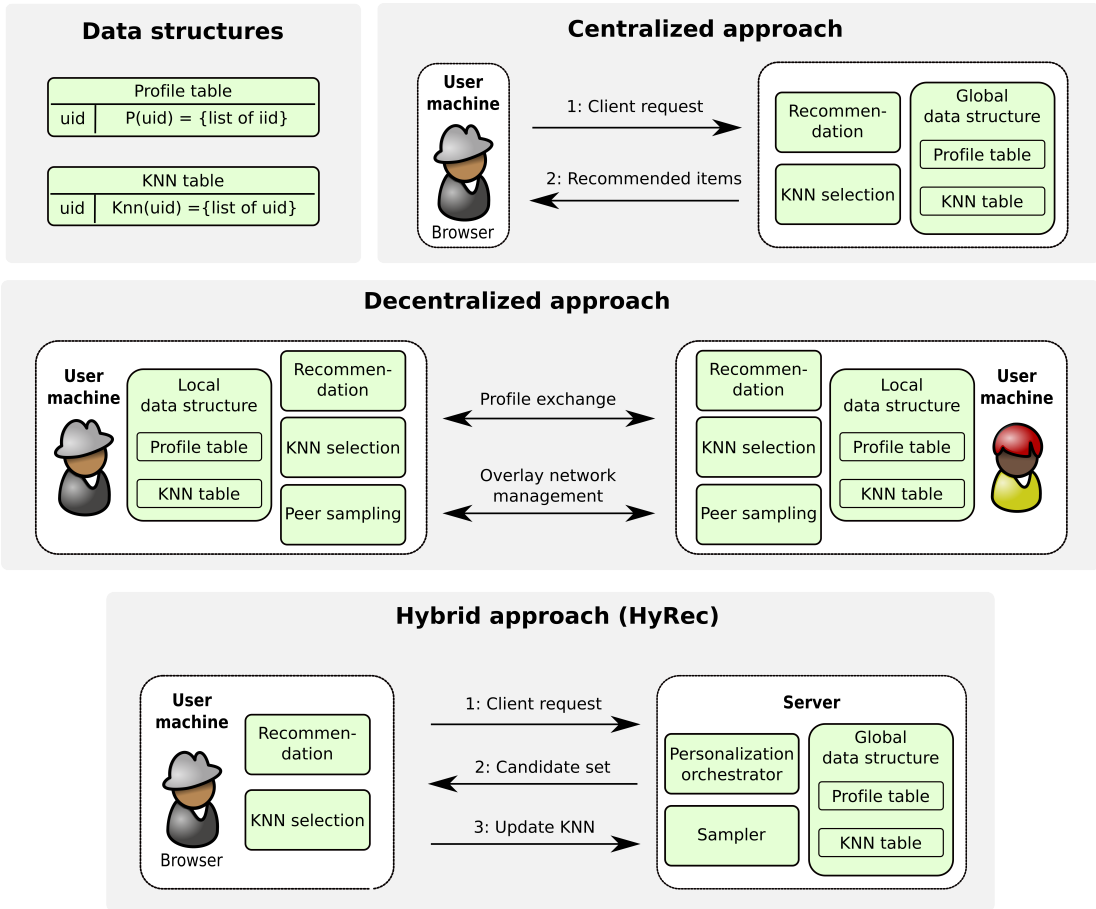 Data structures
Profile table
uid
P(uid) = {list of iid}
KNN table
uid
Knn(uid) ={list of uid}
Centralized approach
User
machine
Browser
1: Client request
2: Recommended items
Recommen-
dation
KNN selection
Global
data structure
Profile table
KNN table
Decentralized approach
User
machine
Local
data structure
Profile table
KNN table
Recommen-
dation
KNN selection
Peer sampling
Profile exchange
Overlay network
management
Recommen-
dation
KNN selection
Peer sampling
Local
data structure
Profile table
KNN table
User
machine
Hybrid approach (HyRec)
User
machine
Browser
Recommen-
dation
KNN selection
1: Client request
2: Candidate set
3: Update KNN
Server
Personalization
orchestrator
Sampler
Global
data structure
Profile table
KNN table